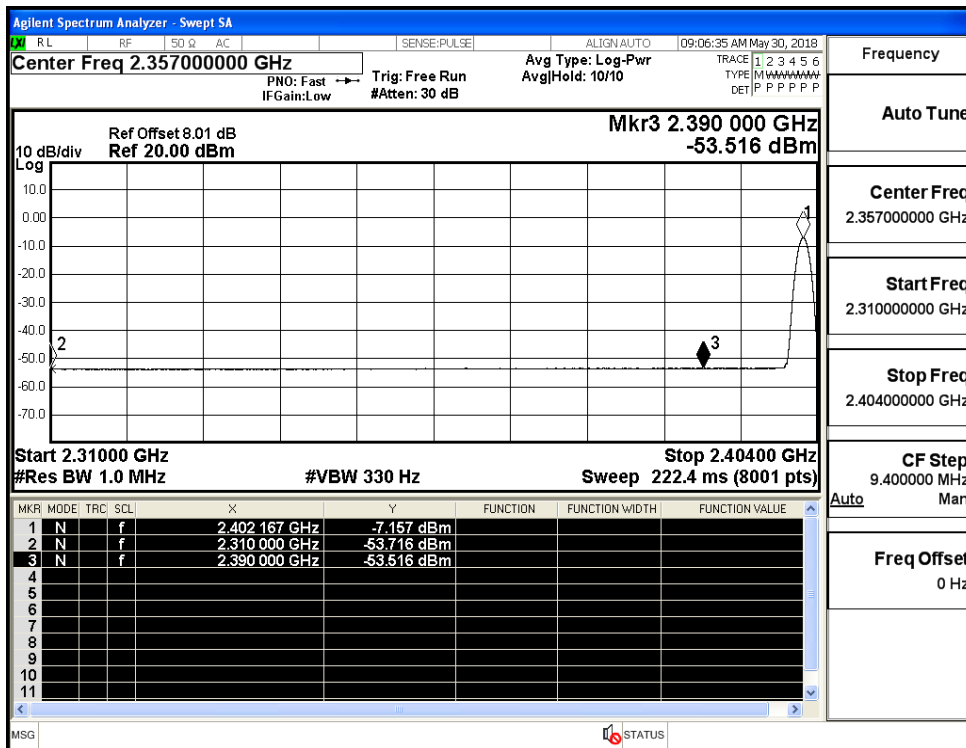 Agilent Spectrum Analyzer - Swept SA
LXI RL RF 50 Ω AC SENSE:PULSE ALIGN AUTO 09:06:35 AM May 30, 2018
Center Freq 2.357000000 GHz
PNO: Fast
IFGain:Low
Trig: Free Run
#Atten: 30 dB
Avg Type: Log-Pwr
Avg|Hold: 10/10
TRACE 1 2 3 4 5 6
TYPE M WWWWW
DET P P P P P P
Ref Offset 8.01 dB
10 dB/div Ref 20.00 dBm
Log
Mkr3 2.390 000 GHz
-53.516 dBm
10.0
0.00
-10.0
-20.0
-30.0
-40.0
-50.0
-60.0
-70.0
1
2
3
Start 2.31000 GHz Stop 2.40400 GHz
#Res BW 1.0 MHz #VBW 330 Hz Sweep 222.4 ms (8001 pts)
MKR MODE TRC SCL X Y FUNCTION FUNCTION WIDTH FUNCTION VALUE
1 N f 2.402 167 GHz -7.157 dBm
2 N f 2.310 000 GHz -53.716 dBm
3 N f 2.390 000 GHz -53.516 dBm
4
5
6
7
8
9
10
11
MSG STATUS
Frequency
Auto Tune
Center Freq
2.357000000 GHz
Start Freq
2.310000000 GHz
Stop Freq
2.404000000 GHz
CF Step
9.400000 MHz
Auto Man
Freq Offset
0 Hz